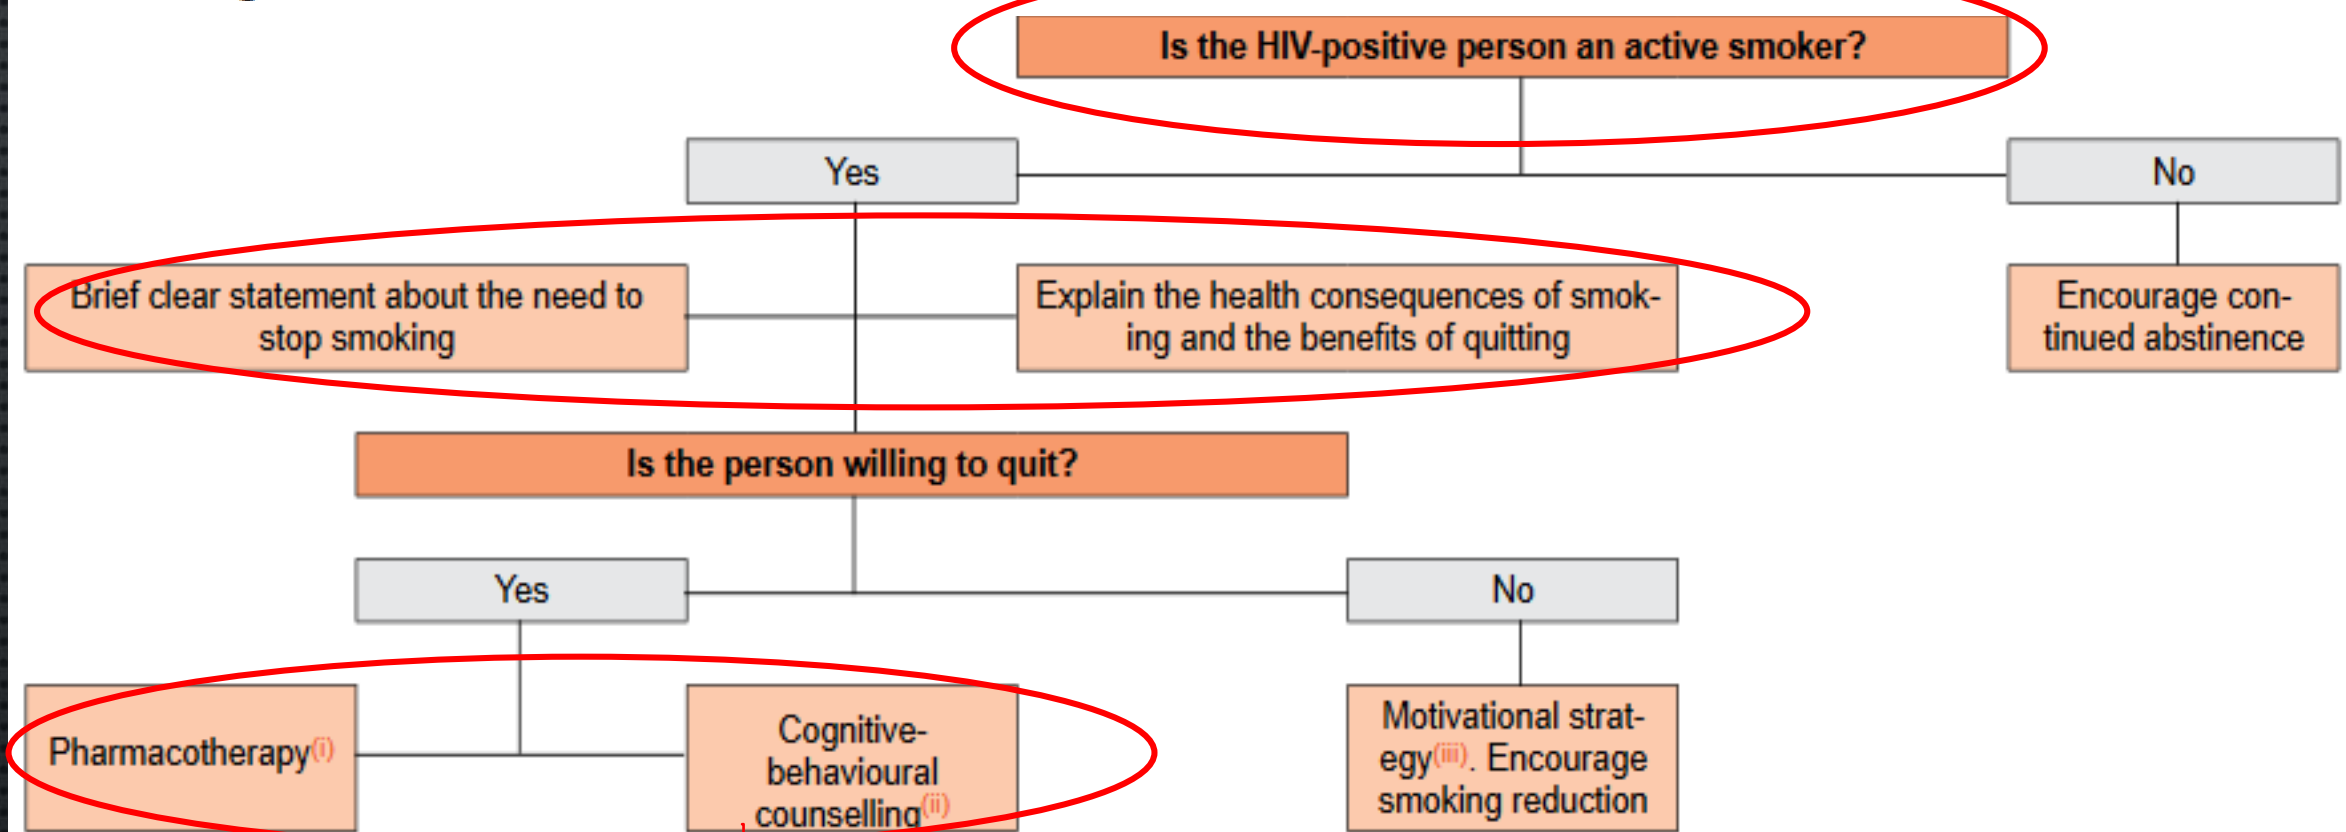 Is the HIV-positive person an active smoker?
Yes
No
Brief clear statement about the need to
stop smoking
Explain the health consequences of smok-
ing and the benefits of quitting
Encourage con-
tinued abstinence
Is the person willing to quit?
Yes
No
Pharmacotherapy(i)
Cognitive-
behavioural
counselling(ii)
Motivational strat-
egy(iii). Encourage
smoking reduction